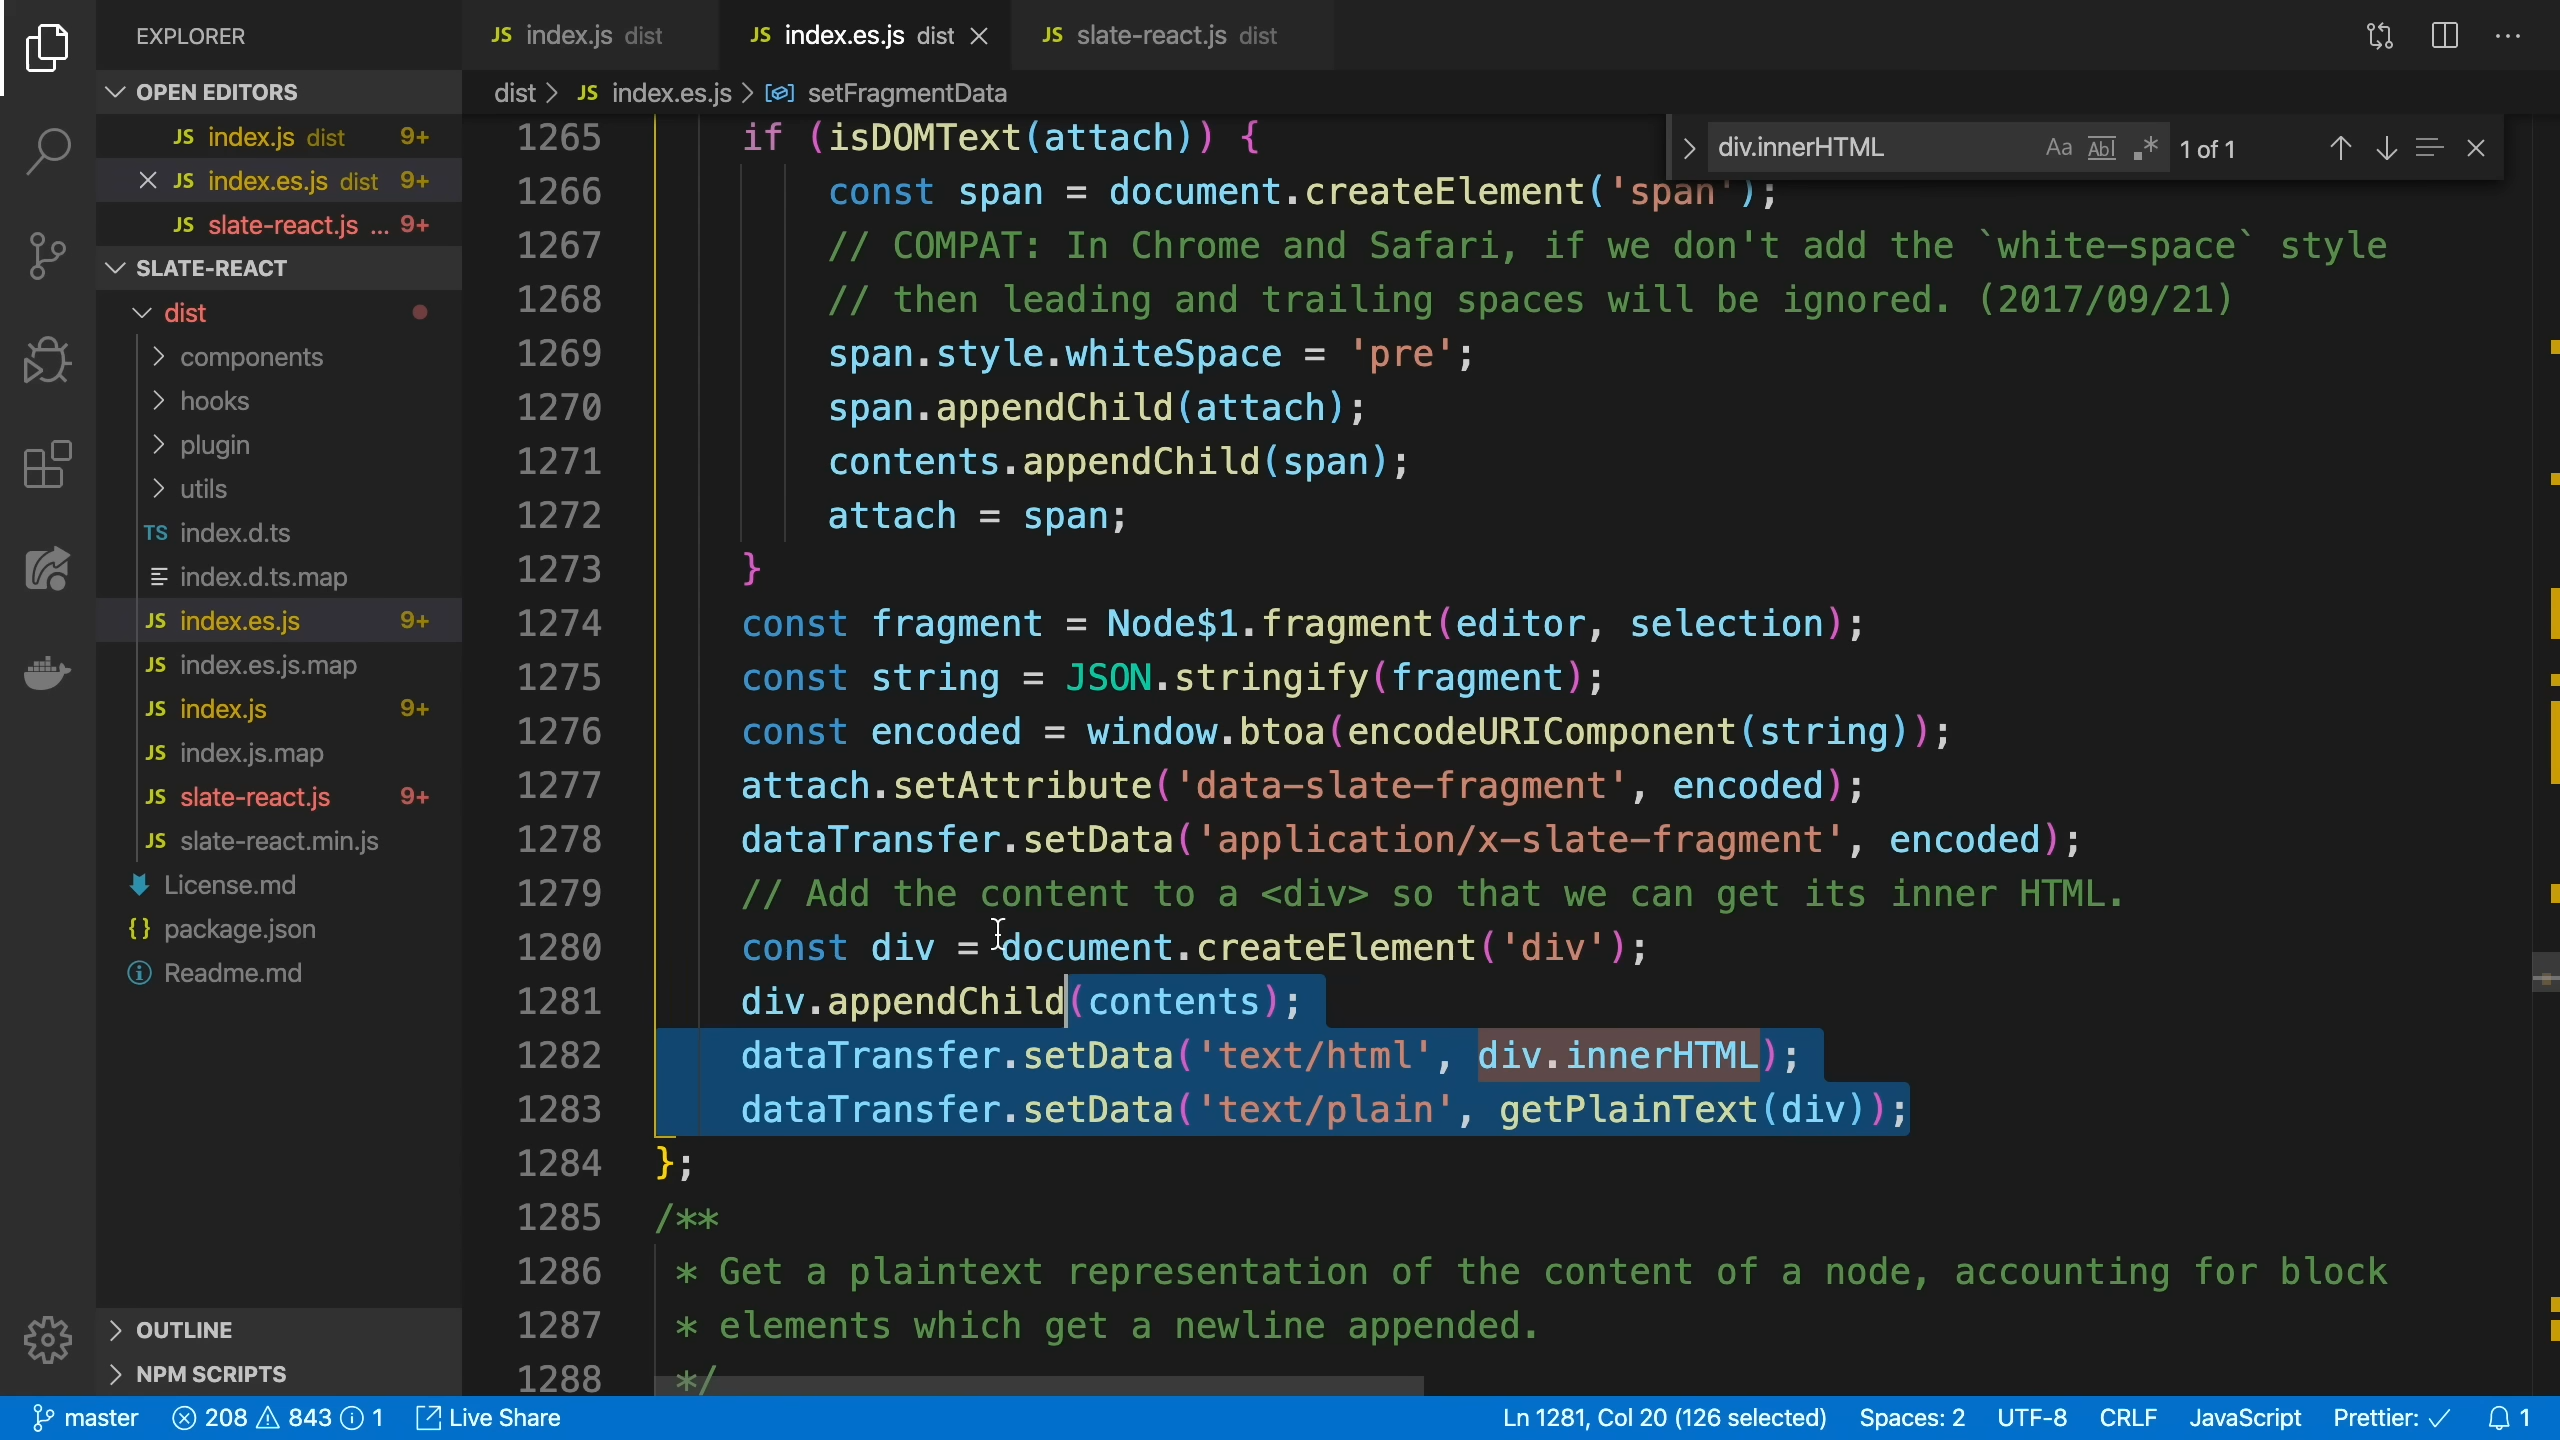 EXPLORER
OPEN EDITORS
JS index.js dist 9+
JS index.es.js dist 9+
JS slate-react.js ... 9+
SLATE-REACT
dist
components
hooks
plugin
utils
TS index.d.ts
index.d.ts.map
JS index.es.js 9+
JS index.es.js.map
JS index.js 9+
JS index.js.map
JS slate-react.js 9+
JS slate-react.min.js
License.md
{} package.json
Readme.md
OUTLINE
NPM SCRIPTS
JS index.js dist
JS index.es.js dist
JS slate-react.js dist
dist > JS index.es.js > setFragmentData
div.innerHTML Aa Abl .* 1 of 1
1265 if (isDOMText(attach)) {
1266 const span = document.createElement('span');
1267 // COMPAT: In Chrome and Safari, if we don't add the `white-space` style
1268 // then leading and trailing spaces will be ignored. (2017/09/21)
1269 span.style.whiteSpace = 'pre';
1270 span.appendChild(attach);
1271 contents.appendChild(span);
1272 attach = span;
1273 }
1274 const fragment = Node$1.fragment(editor, selection);
1275 const string = JSON.stringify(fragment);
1276 const encoded = window.btoa(encodeURIComponent(string));
1277 attach.setAttribute('data-slate-fragment', encoded);
1278 dataTransfer.setData('application/x-slate-fragment', encoded);
1279 // Add the content to a <div> so that we can get its inner HTML.
1280 const div = document.createElement('div');
1281 div.appendChild(contents);
1282 dataTransfer.setData('text/html', div.innerHTML);
1283 dataTransfer.setData('text/plain', getPlainText(div));
1284 };
1285 /**
1286 * Get a plaintext representation of the content of a node, accounting for block
1287 * elements which get a newline appended.
1288 */
master 208 843 1 Live Share Ln 1281, Col 20 (126 selected) Spaces: 2 UTF-8 CRLF JavaScript Prettier: ✓ 1